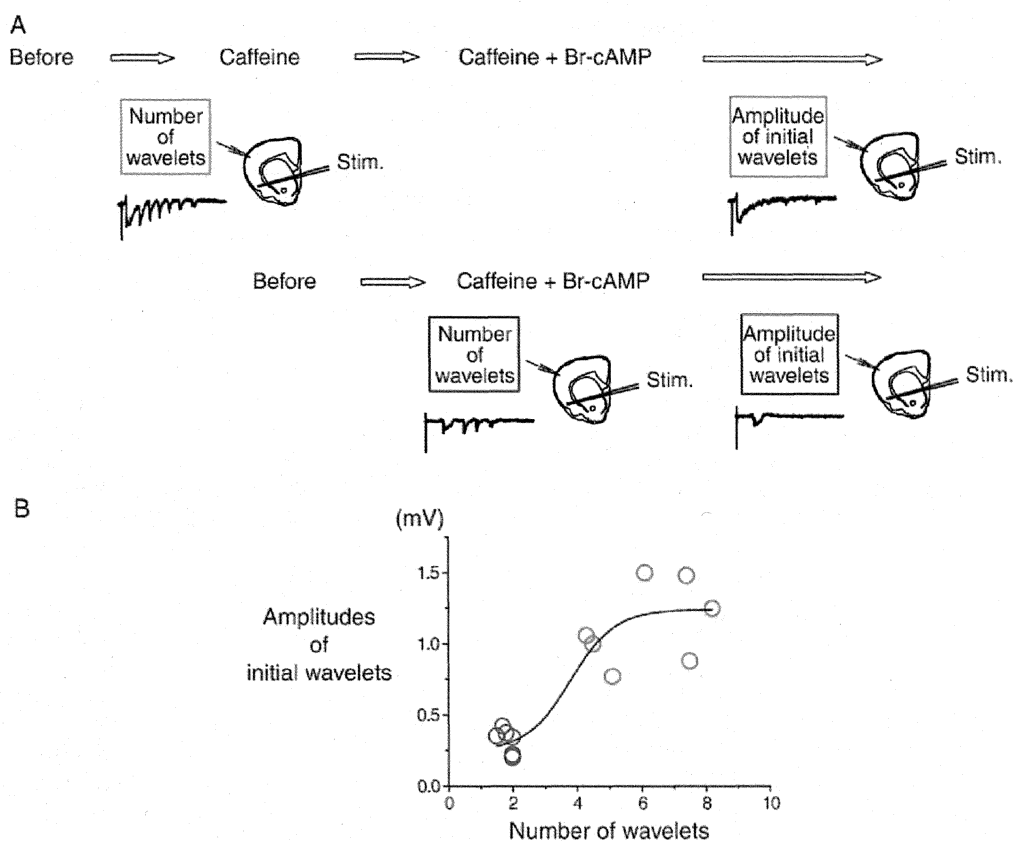 A
Before Caffeine Caffeine + Br-cAMP
Number
of
wavelets
Stim.
Amplitude
of initial
wavelets
Stim.
Before Caffeine + Br-cAMP
Number
of
wavelets
Stim.
Amplitude
of initial
wavelets
Stim.
B
(mV)
Amplitudes
of
initial wavelets
1.5
1.0
0.5
0.0
0 2 4 6 8 10
Number of wavelets